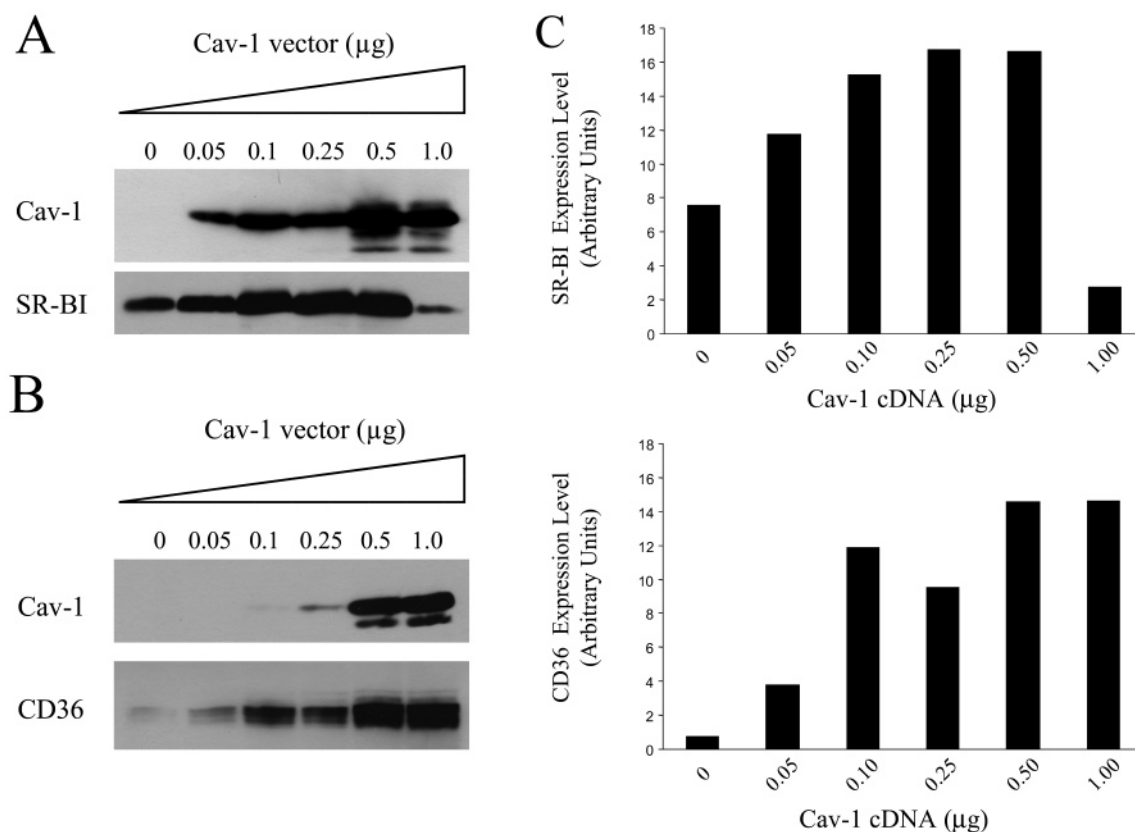 A
Cav-1 vector (µg)
0 0.05 0.1 0.25 0.5 1.0
Cav-1
SR-BI
B
Cav-1 vector (µg)
0 0.05 0.1 0.25 0.5 1.0
Cav-1
CD36
C
SR-BI Expression Level
(Arbitrary Units)
18
16
14
12
10
8
6
4
2
0
0 0.05 0.10 0.25 0.50 1.00
Cav-1 cDNA (µg)
CD36 Expression Level
(Arbitrary Units)
18
16
14
12
10
8
6
4
2
0
0 0.05 0.10 0.25 0.50 1.00
Cav-1 cDNA (µg)